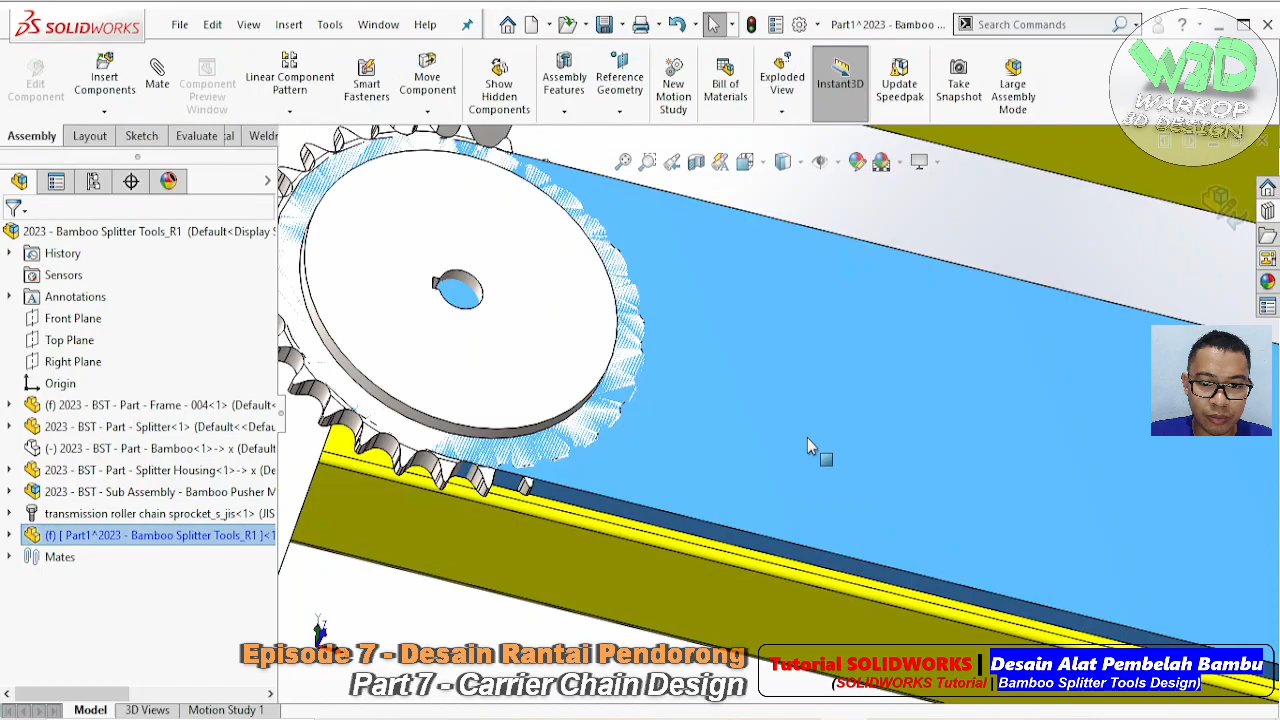 SOLIDWORKS
File Edit View Insert Tools Window Help
Part1^2023 - Bamboo ...
Search Commands
Edit Component
Insert Components
Mate
Component Preview Window
Linear Component Pattern
Smart Fasteners
Move Component
Show Hidden Components
Assembly Features
Reference Geometry
New Motion Study
Bill of Materials
Exploded View
Instant3D
Update Speedpak
Take Snapshot
Large Assembly Mode
WJD
WARKOP
3D DESIGN
Assembly Layout Sketch Evaluate al Weldr
2023 - Bamboo Splitter Tools_R1 (Default<Display S
History
Sensors
Annotations
Front Plane
Top Plane
Right Plane
Origin
(f) 2023 - BST - Part - Frame - 004<1> (Default<
2023 - BST - Part - Splitter<1> (Default<<Defau
(-) 2023 - BST - Part - Bamboo<1> -> x (Default
2023 - BST - Part - Splitter Housing<1>-> x (De
2023 - BST - Sub Assembly - Bamboo Pusher M
transmission roller chain sprocket_s_jis<1> (JIS
(f) [ Part1^2023 - Bamboo Splitter Tools_R1 ]<1
Mates
Episode 7 - Desain Rantai Pendorong
Part 7 - Carrier Chain Design
Tutorial SOLIDWORKS | Desain Alat Pembelah Bambu
(SOLIDWORKS Tutorial | Bamboo Splitter Tools Design)
Model 3D Views Motion Study 1